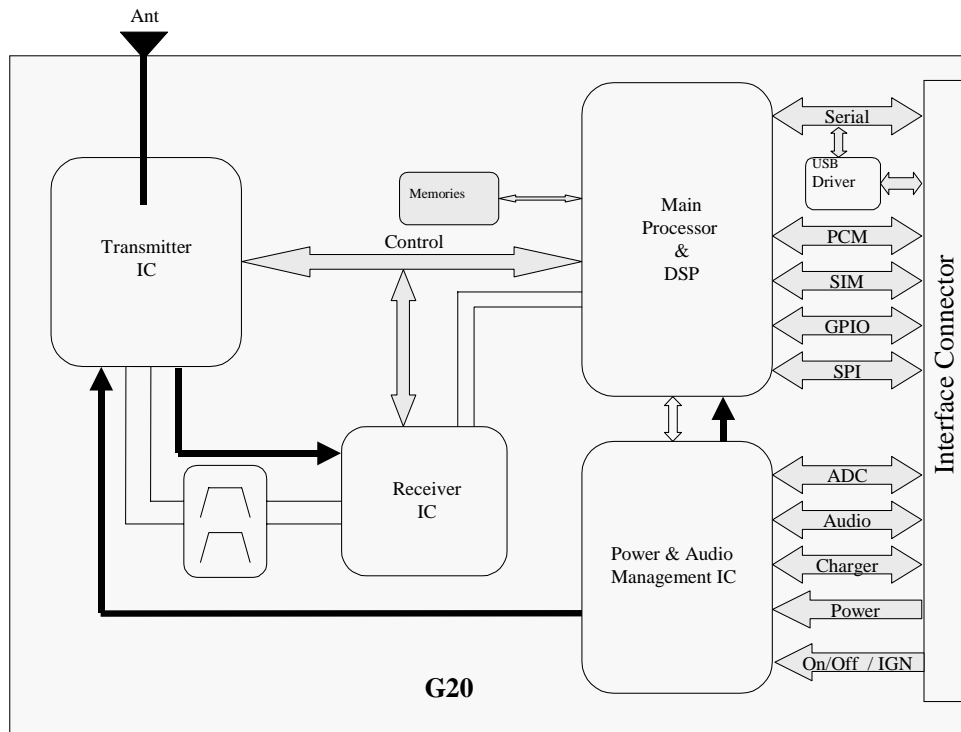 Ant
Transmitter
IC
Memories
Control
Main
Processor
&
DSP
Serial
USB
Driver
PCM
SIM
GPIO
SPI
Interface Connector
Receiver
IC
Power & Audio
Management IC
ADC
Audio
Charger
Power
On/Off / IGN
G20